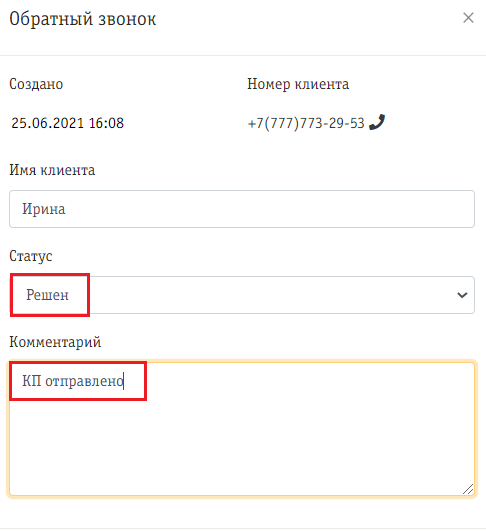 Обратный звонок
Создано Номер клиента
25.06.2021 16:08 +7(777)773-29-53
Имя клиента
Ирина
Статус
Решен
Комментарий
КП отправлено